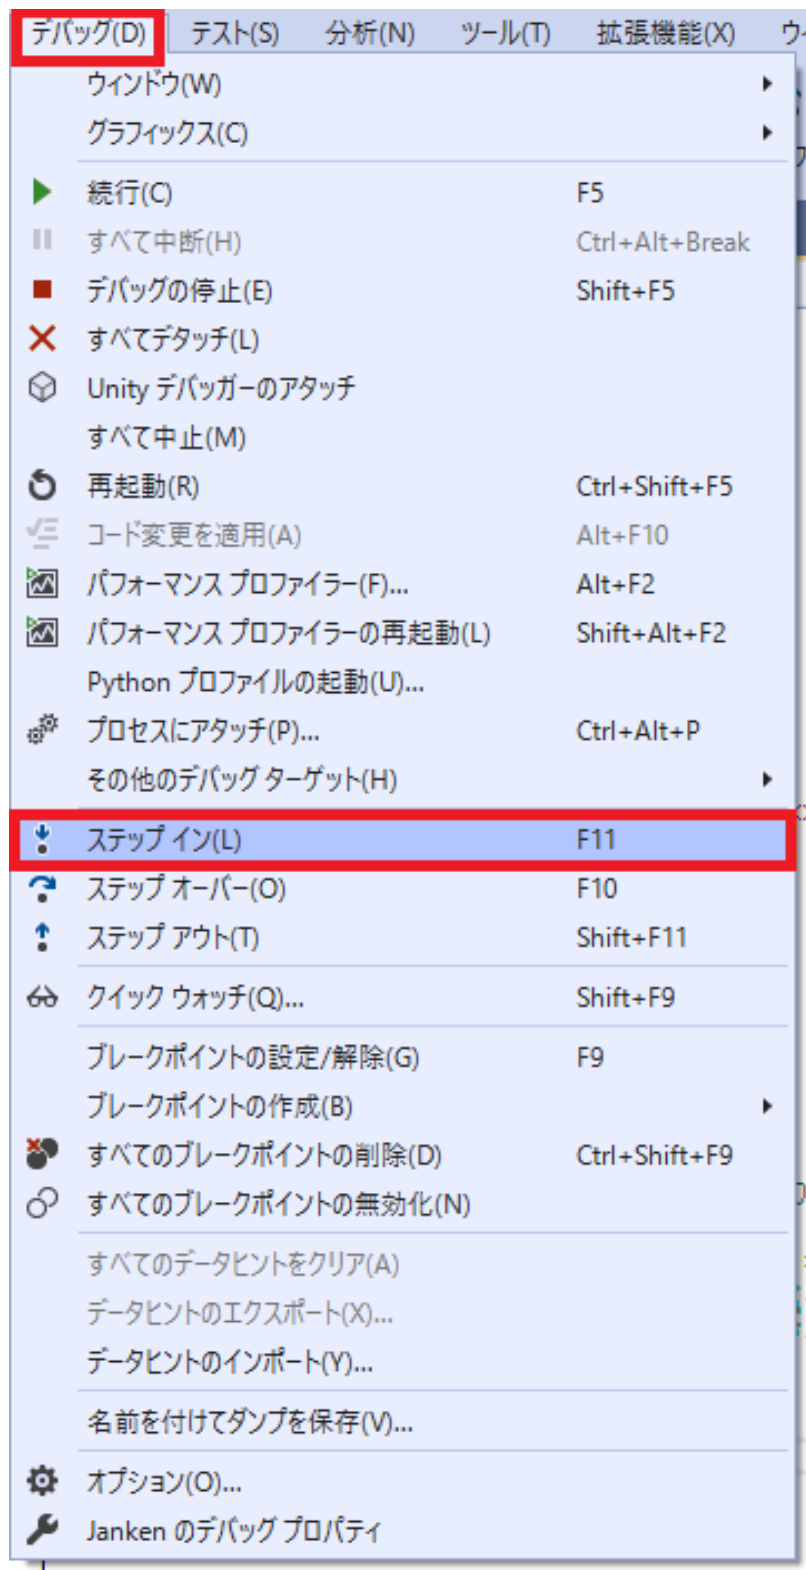 デバッグ(D) テスト(S) 分析(N) ツール(T) 拡張機能(X)
ウィンドウ(W)
グラフィックス(C)
続行(C) F5
すべて中断(H) Ctrl+Alt+Break
デバッグの停止(E) Shift+F5
すべてデタッチ(L)
Unity デバッガーのアタッチ
すべて中止(M)
再起動(R) Ctrl+Shift+F5
コード変更を適用(A) Alt+F10
パフォーマンス プロファイラー(F)... Alt+F2
パフォーマンス プロファイラーの再起動(L) Shift+Alt+F2
Python プロファイルの起動(U)...
プロセスにアタッチ(P)... Ctrl+Alt+P
その他のデバッグ ターゲット(H)
ステップ イン(L) F11
ステップ オーバー(O) F10
ステップ アウト(T) Shift+F11
クイック ウォッチ(Q)... Shift+F9
ブレークポイントの設定/解除(G) F9
ブレークポイントの作成(B)
すべてのブレークポイントの削除(D) Ctrl+Shift+F9
すべてのブレークポイントの無効化(N)
すべてのデータヒントをクリア(A)
データヒントのエクスポート(X)...
データヒントのインポート(Y)...
名前を付けてダンプを保存(V)...
オプション(O)...
Janken のデバッグ プロパティ